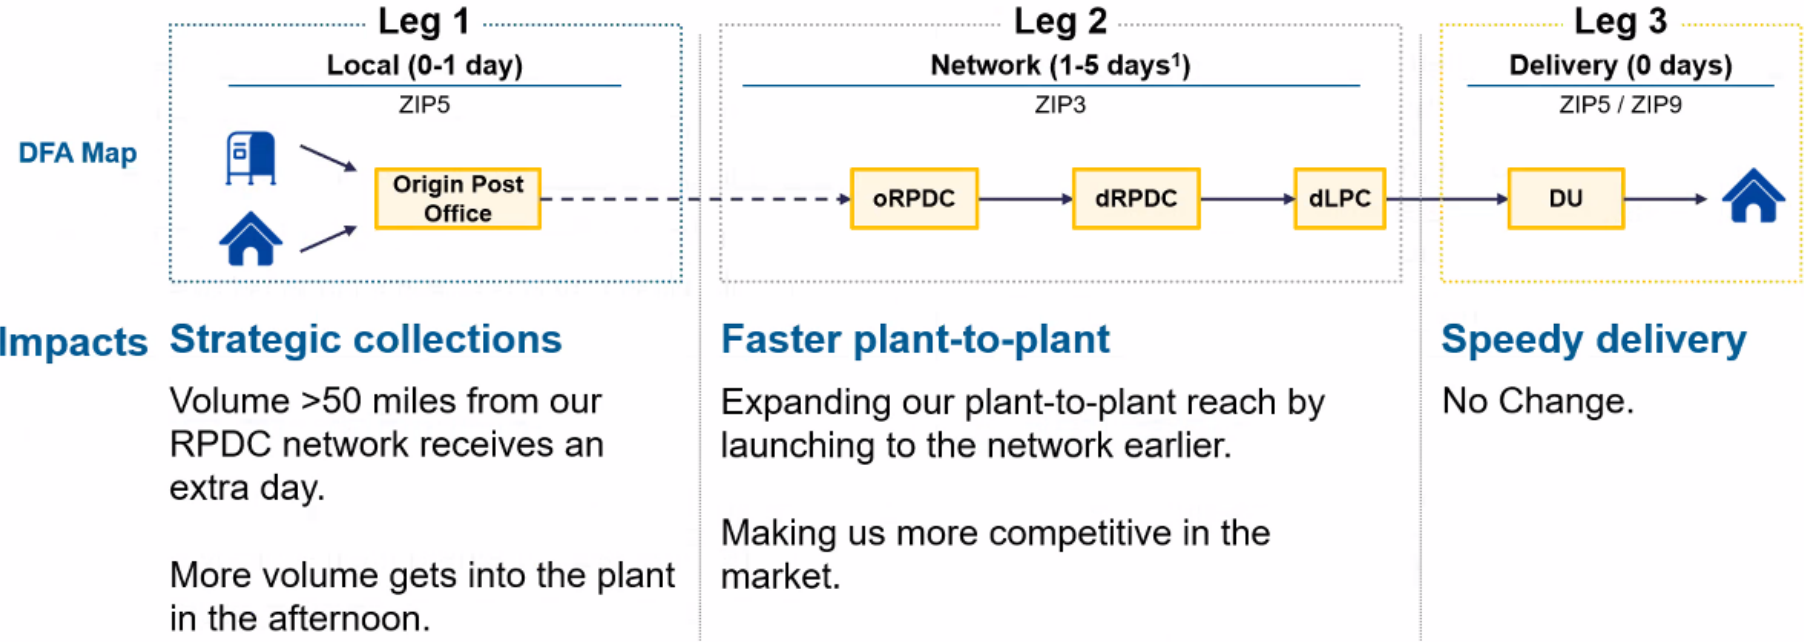 Leg 1
Local (0-1 day)
ZIP5
Leg 2
Network (1-5 days¹)
ZIP3
Leg 3
Delivery (0 days)
ZIP5 / ZIP9
DFA Map
Origin Post
Office
oRPDC
dRPDC
dLPC
DU
Impacts
Strategic collections
Volume >50 miles from our
RPDC network receives an
extra day.
More volume gets into the plant
in the afternoon.
Faster plant-to-plant
Expanding our plant-to-plant reach by
launching to the network earlier.
Making us more competitive in the
market.
Speedy delivery
No Change.